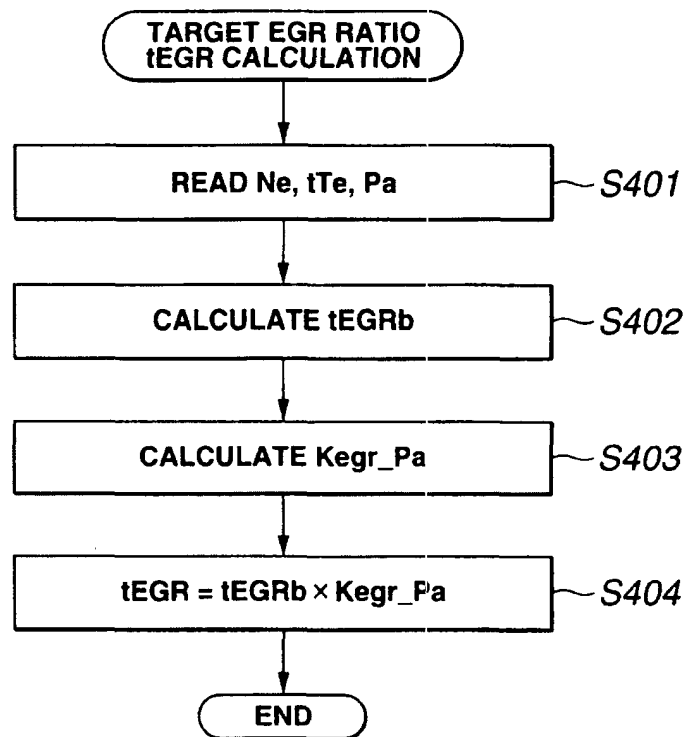 TARGET EGR RATIO
tEGR CALCULATION
READ Ne, tTe, Pa
S401
CALCULATE tEGRb
S402
CALCULATE Kegr_Pa
S403
tEGR = tEGRb × Kegr_Pa
S404
END